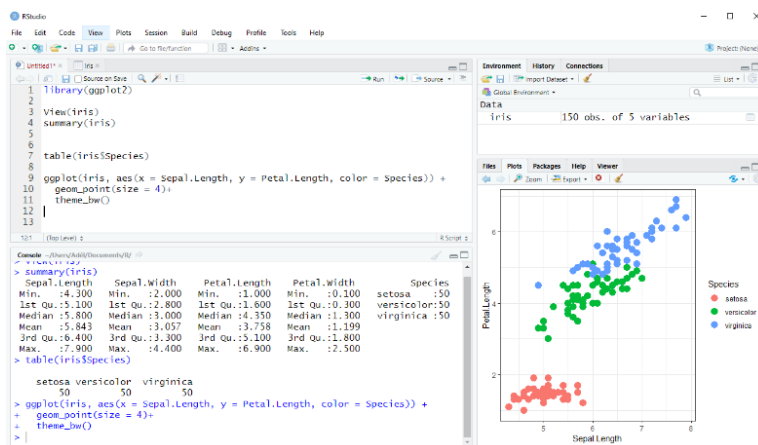 RStudio
File Edit Code View Plots Session Build Debug Profile Tools Help
Go to file/function Addins Project: (None)
Untitled1* Iris
Source on Save Run Source
1 library(ggplot2)
2
3 View(iris)
4 summary(iris)
5
6
7 table(iris$Species)
8
9 ggplot(iris, aes(x = Sepal.Length, y = Petal.Length, color = Species)) +
10 geom_point(size = 4)+
11 theme_bw()
12
13
12:1 (Top Level) R Script
Console ~/Users/Adil/Documents/R/
> View(iris)
> summary(iris)
Sepal.Length Sepal.Width Petal.Length Petal.Width Species
Min. :4.300 Min. :2.000 Min. :1.000 Min. :0.100 setosa :50
1st Qu.:5.100 1st Qu.:2.800 1st Qu.:1.600 1st Qu.:0.300 versicolor:50
Median :5.800 Median :3.000 Median :4.350 Median :1.300 virginica :50
Mean :5.843 Mean :3.057 Mean :3.758 Mean :1.199
3rd Qu.:6.400 3rd Qu.:3.300 3rd Qu.:5.100 3rd Qu.:1.800
Max. :7.900 Max. :4.400 Max. :6.900 Max. :2.500
> table(iris$Species)
setosa versicolor virginica
50 50 50
> ggplot(iris, aes(x = Sepal.Length, y = Petal.Length, color = Species)) +
+ geom_point(size = 4)+
+ theme_bw()
>
Environment History Connections
Import Dataset List
Global Environment
Data
iris 150 obs. of 5 variables
Files Plots Packages Help Viewer
Zoom Export
6
4
2
Petal.Length
5 6 7 8
Sepal.Length
Species
setosa
versicolor
virginica